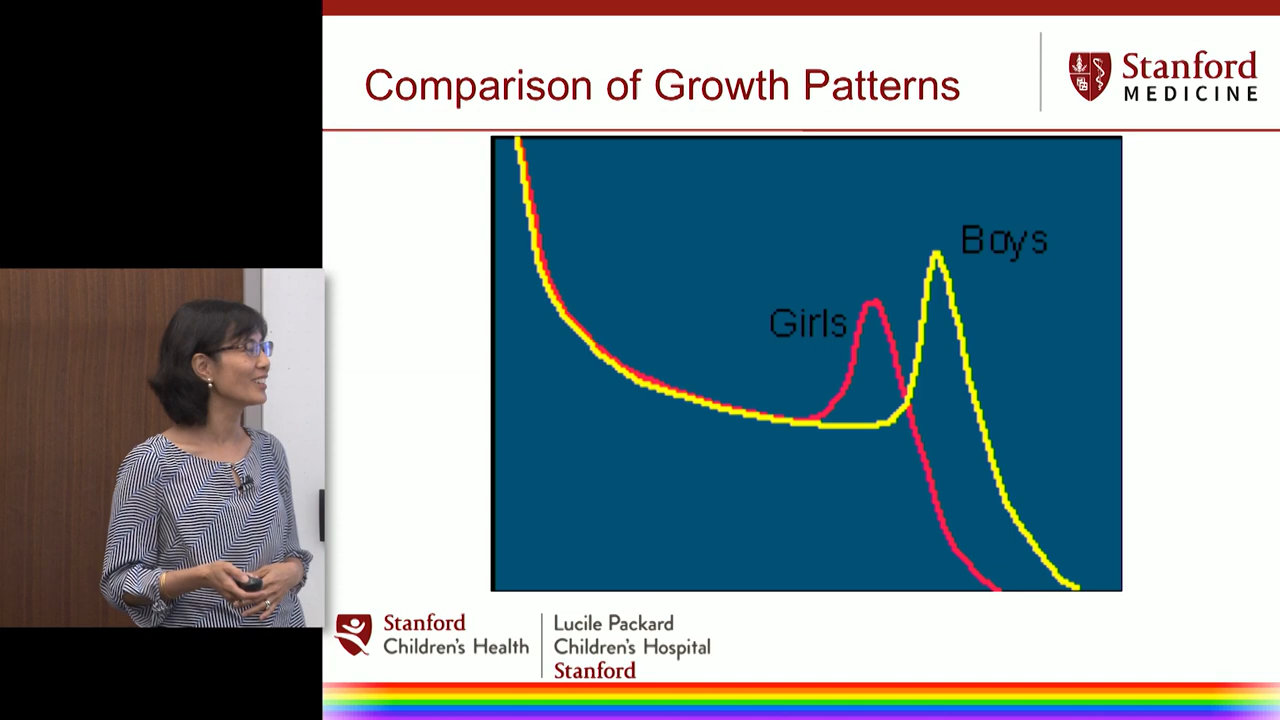 Comparison of Growth Patterns
Stanford
MEDICINE
Boys
Girls
Stanford
Children's Health
Lucile Packard
Children's Hospital
Stanford